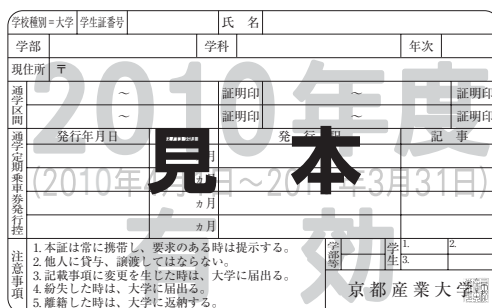 学校種別=大学 学生証番号 氏 名
学部 学科 年次
現住所 〒
通学区間 ～ 証明印 ～ 証明印
～ 証明印 ～ 証明印
2010年度
通学定期乗車券発行控 発行年月日 発 行 記 事
カ月
カ月
カ月
見本
(2010年4月 日～20 年3月31日)
有効
注意事項
1. 本証は常に携帯し、要求のある時は提示する。
2. 他人に貸与、譲渡してはならない。
3. 記載事項に変更を生じた時は、大学に届出る。
4. 紛失した時は、大学に届出る。
5. 離籍した時は、大学に返納する。
学部等 学生 1. 2.
3.
京都産業大学